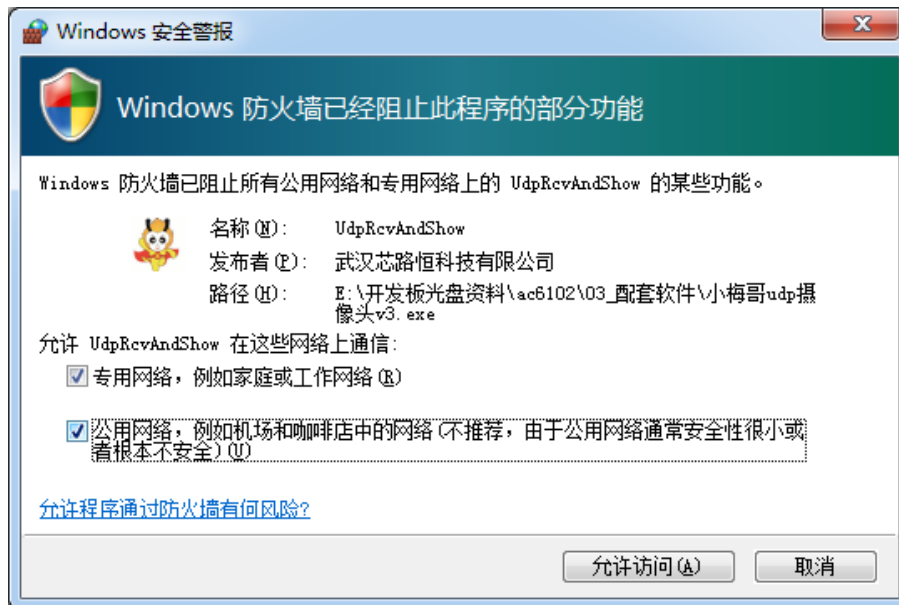 Windows 安全警报
Windows 防火墙已经阻止此程序的部分功能
Windows 防火墙已阻止所有公用网络和专用网络上的 UdpRcvAndShow 的某些功能。
名称(N): UdpRcvAndShow
发布者(P): 武汉芯路恒科技有限公司
路径(H): E:\开发板光盘资料\ac6102\03_配套软件\小梅哥udp摄
像头v3.exe
允许 UdpRcvAndShow 在这些网络上通信:
专用网络，例如家庭或工作网络(R)
公用网络，例如机场和咖啡店中的网络(不推荐，由于公用网络通常安全性很小或
者根本不安全)(U)
允许程序通过防火墙有何风险?
允许访问(A) 取消